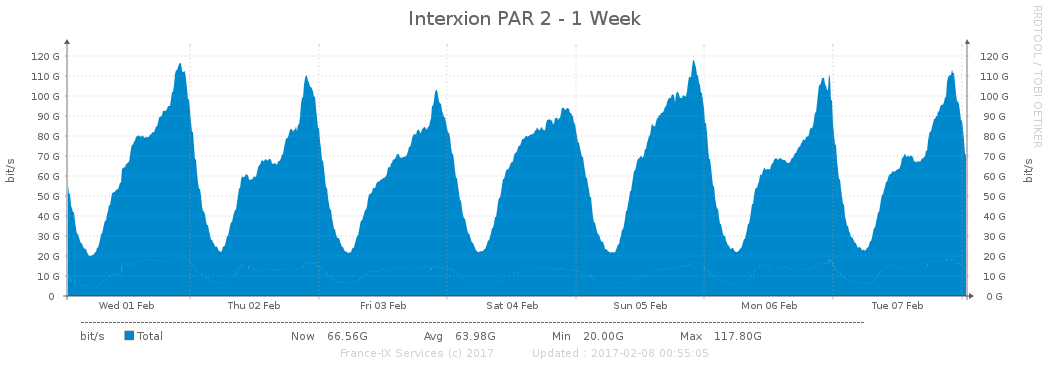 Interxion PAR 2 - 1 Week
RRDTOOL / TOBI OETIKER
bit/s
120 G 120 G
110 G 110 G
100 G 100 G
90 G 90 G
80 G 80 G
70 G 70 G
60 G 60 G
50 G 50 G
40 G 40 G
30 G 30 G
20 G 20 G
10 G 10 G
0 0 G
bit/s
Wed 01 Feb Thu 02 Feb Fri 03 Feb Sat 04 Feb Sun 05 Feb Mon 06 Feb Tue 07 Feb
bit/s Total Now 66.56G Avg 63.98G Min 20.00G Max 117.80G
France-IX Services (c) 2017 Updated : 2017-02-08 00:55:05